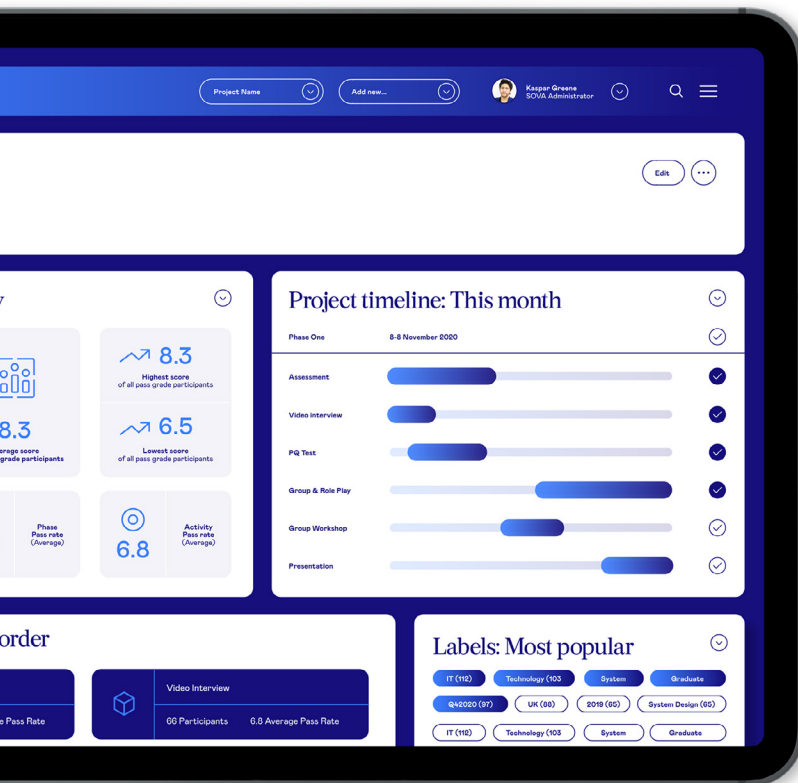 Project Name
Add new...
Kaspar Greene
SOVA Administrator
Edit
Project timeline: This month
Phase One
8-8 November 2020
8.3
Highest score
of all pass grade participants
8.3
grade participants
6.5
Lowest score
of all pass grade participants
Assessment
Video interview
PQ Test
Group & Role Play
Group Workshop
Presentation
Phase
Pass rate
(Average)
6.8
Activity
Pass rate
(Average)
order
Pass Rate
Video Interview
66 Participants
6.8 Average Pass Rate
Labels: Most popular
IT (112)
Technology (103
System
Graduate
Q42020 (97)
UK (88)
2019 (65)
System Design (65)
IT (112)
Technology (103
System
Graduate